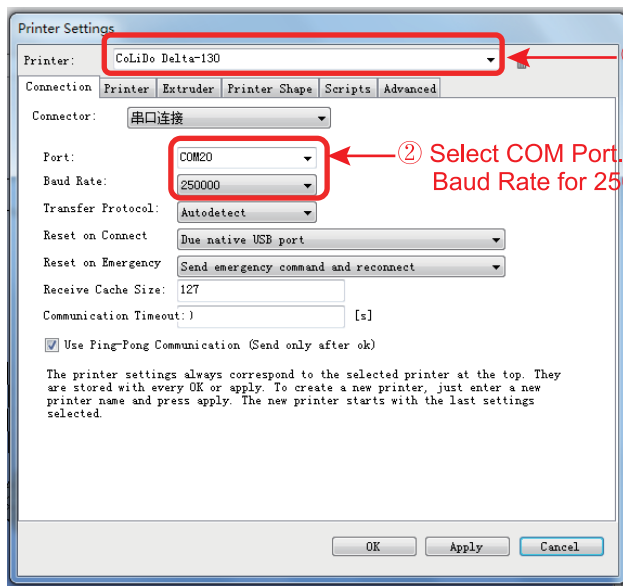 Printer Settings
Printer: CoLiDo Delta-130
Connection Printer Extruder Printer Shape Scripts Advanced
Connector: 串口连接
Port: COM20
② Select COM Port.
Baud Rate: 250000
Baud Rate for 25
Transfer Protocol: Autodetect
Reset on Connect Due native USB port
Reset on Emergency Send emergency command and reconnect
Receive Cache Size: 127
Communication Timeout:) [s]
Use Ping-Pong Communication (Send only after ok)
The printer settings always correspond to the selected printer at the top. They
are stored with every OK or apply. To create a new printer, just enter a new
printer name and press apply. The new printer starts with the last settings
selected.
OK Apply Cancel